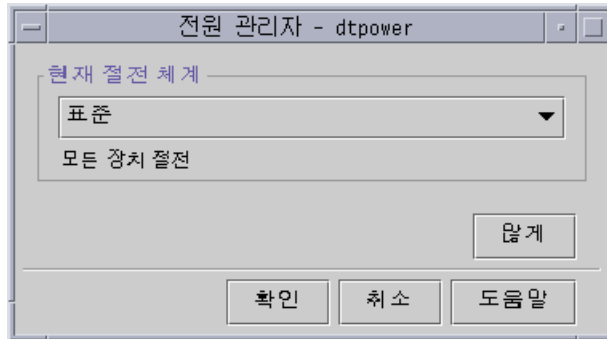 전원 관리자 - dtpower
현재 절전 체계
표준
모든 장치 절전
많게
확인 취소 도움말